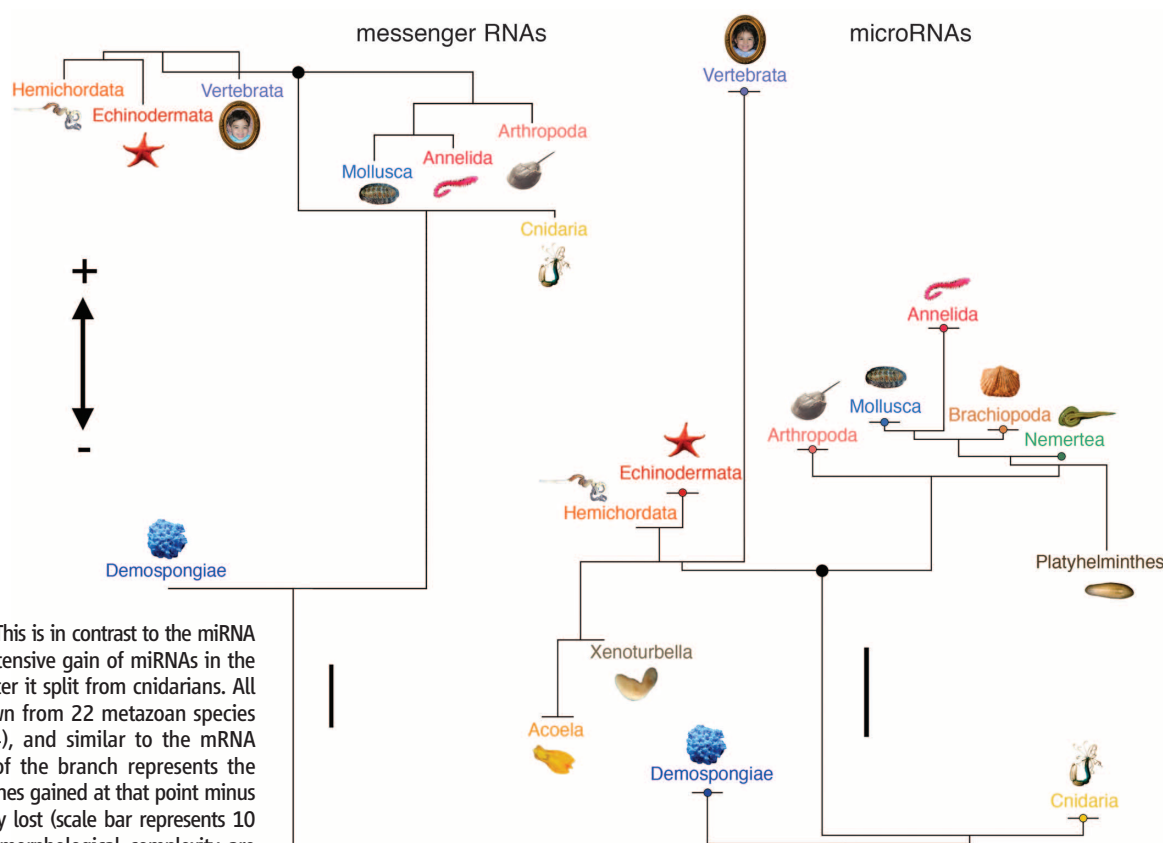 messenger RNAs
Hemichordata
Echinodermata
Vertebrata
Arthropoda
Mollusca
Annelida
Cnidaria
+
-
Demospongiae
This is in contrast to the miRNA
tensive gain of miRNAs in the
ter it split from cnidarians. All
wn from 22 metazoan species
), and similar to the mRNA
of the branch represents the
nes gained at that point minus
y lost (scale bar represents 10
morphological complexity are
microRNAs
Vertebrata
Annelida
Mollusca
Brachiopoda
Arthropoda
Nemertea
Echinodermata
Hemichordata
Platyhelminthes
Xenoturbella
Acoela
Demospongiae
Cnidaria